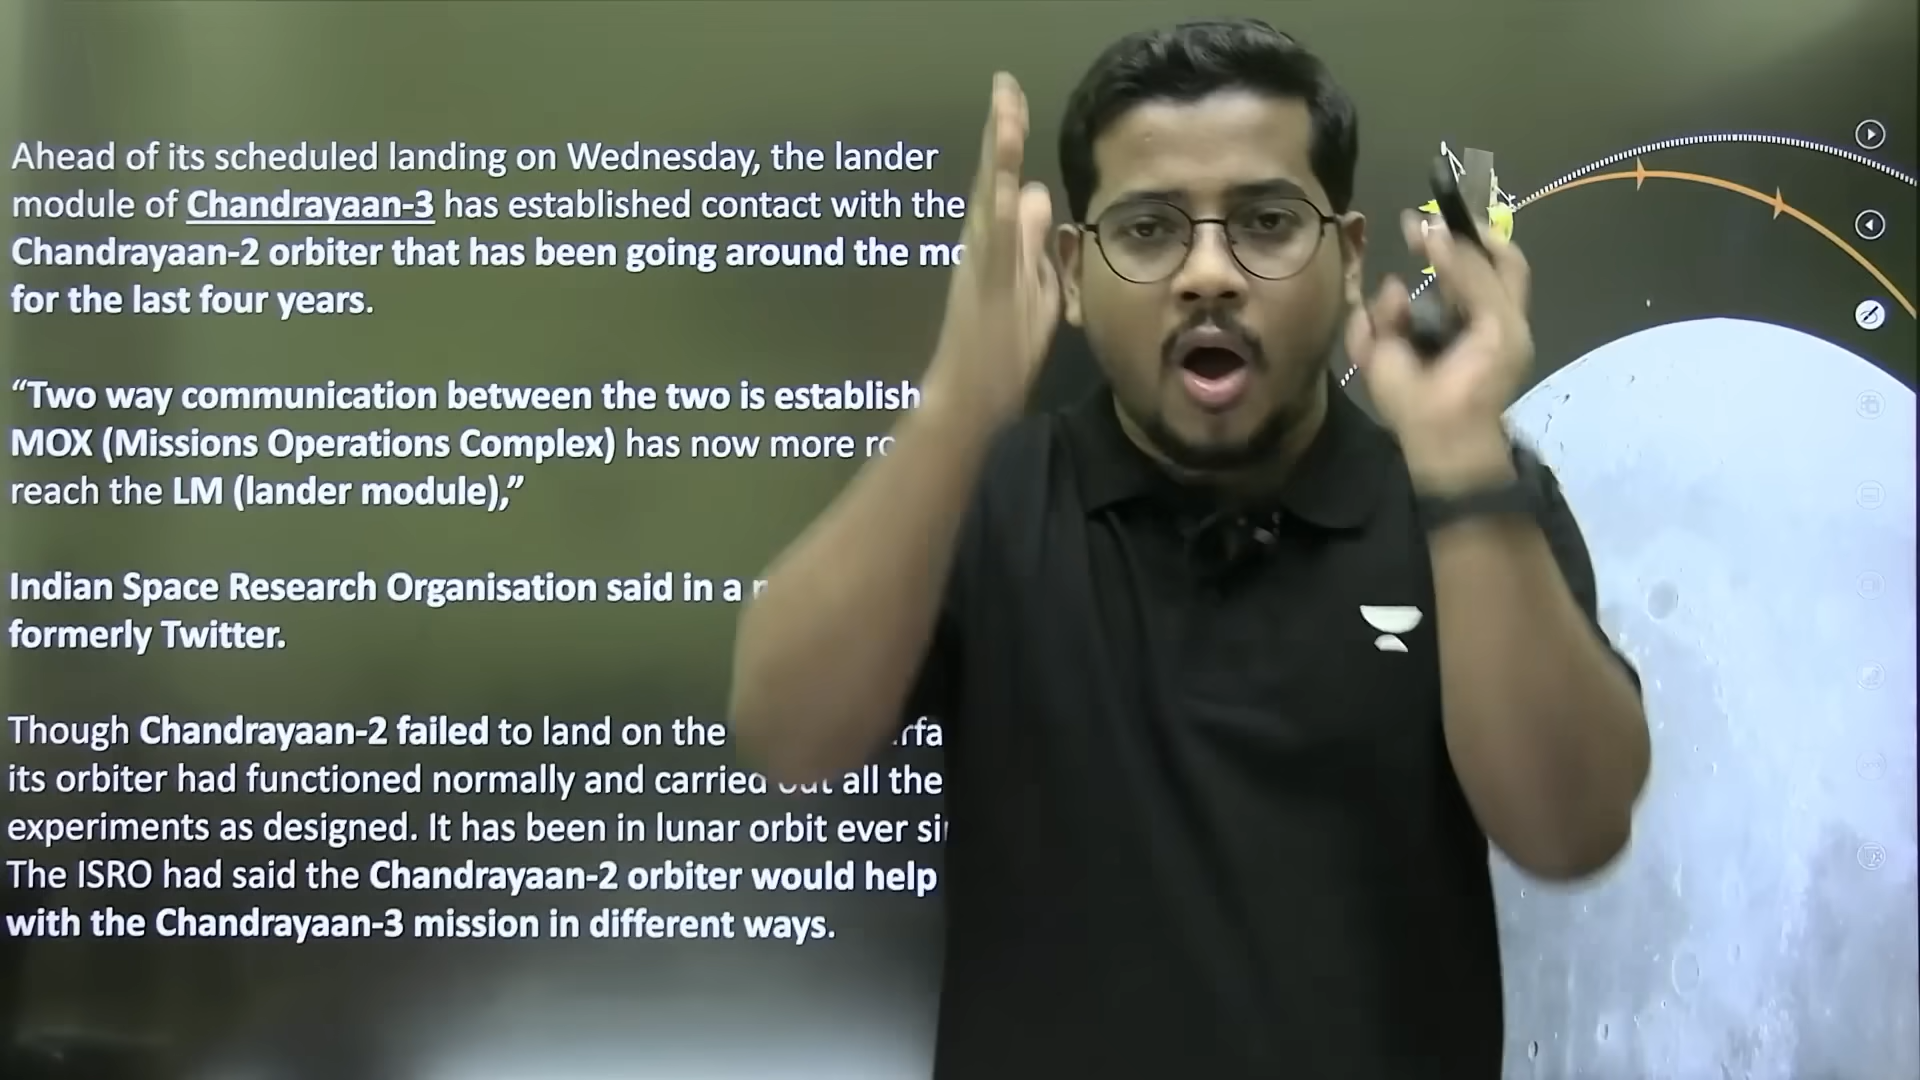 Ahead of its scheduled landing on Wednesday, the lander
module of Chandrayaan-3 has established contact with the
Chandrayaan-2 orbiter that has been going around the
for the last four years.
“Two way communication between the two is
MOX (Missions Operations Complex) has now more
reach the LM (lander module),”
Indian Space Research Organisation said in a
formerly Twitter.
Though Chandrayaan-2 failed to land on the
its orbiter had functioned normally and carried out all the
experiments as designed. It has been in lunar orbit ever
The ISRO had said the Chandrayaan-2 orbiter would help
with the Chandrayaan-3 mission in different ways.